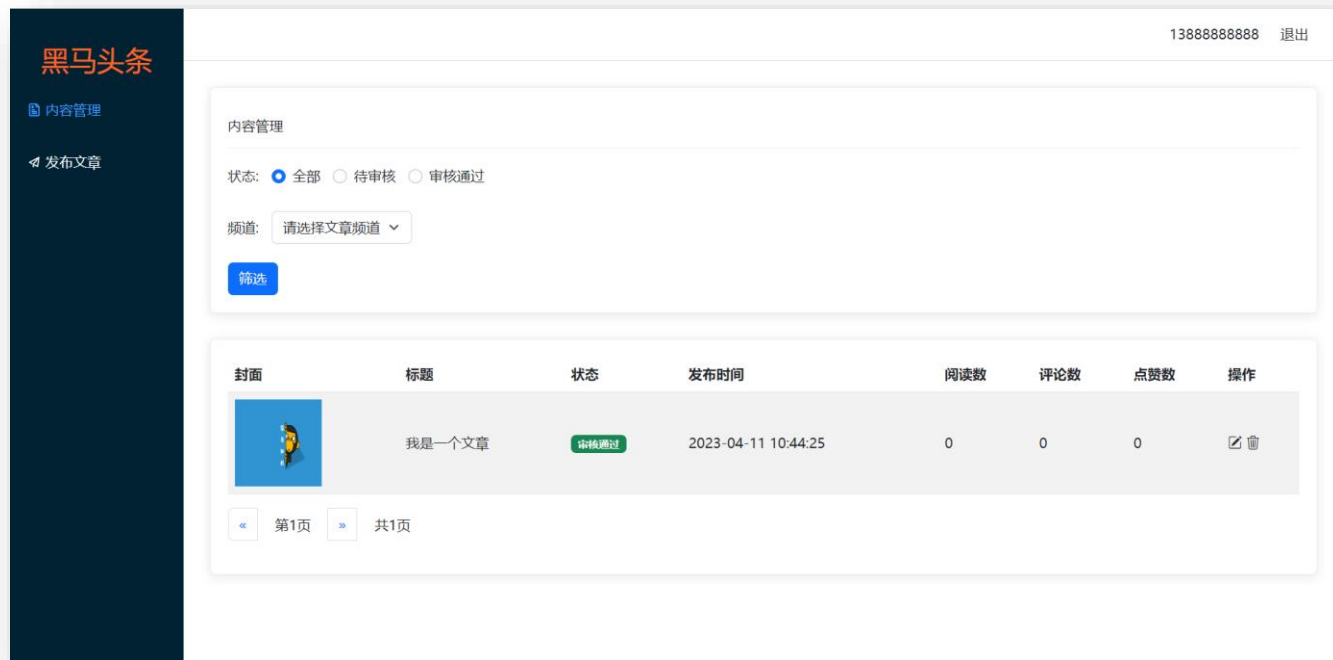 黑马头条
内容管理
发布文章
13888888888 退出
内容管理
状态: 全部 待审核 审核通过
频道: 请选择文章频道
筛选
封面 标题 状态 发布时间 阅读数 评论数 点赞数 操作
我是一个文章 审核通过 2023-04-11 10:44:25 0 0 0
« 第1页 » 共1页